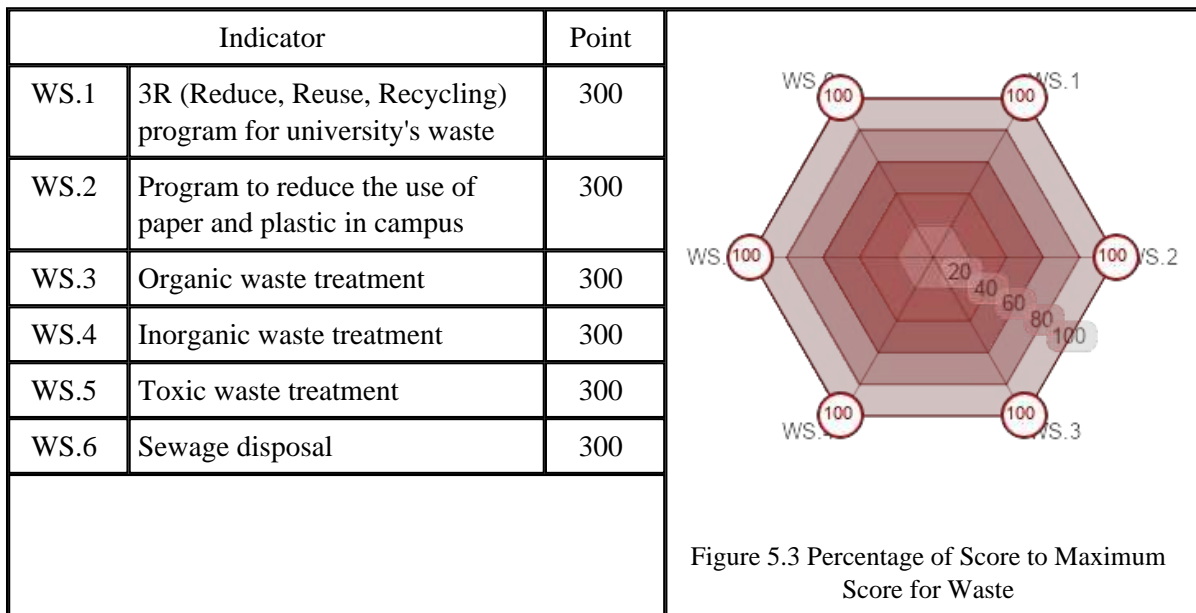 Indicator Point
WS.1 3R (Reduce, Reuse, Recycling) program for university's waste 300
WS.2 Program to reduce the use of paper and plastic in campus 300
WS.3 Organic waste treatment 300
WS.4 Inorganic waste treatment 300
WS.5 Toxic waste treatment 300
WS.6 Sewage disposal 300
100 100 WS.1
WS. 100 100
20
40
60
80
100
100 100
Figure 5.3 Percentage of Score to Maximum
Score for Waste